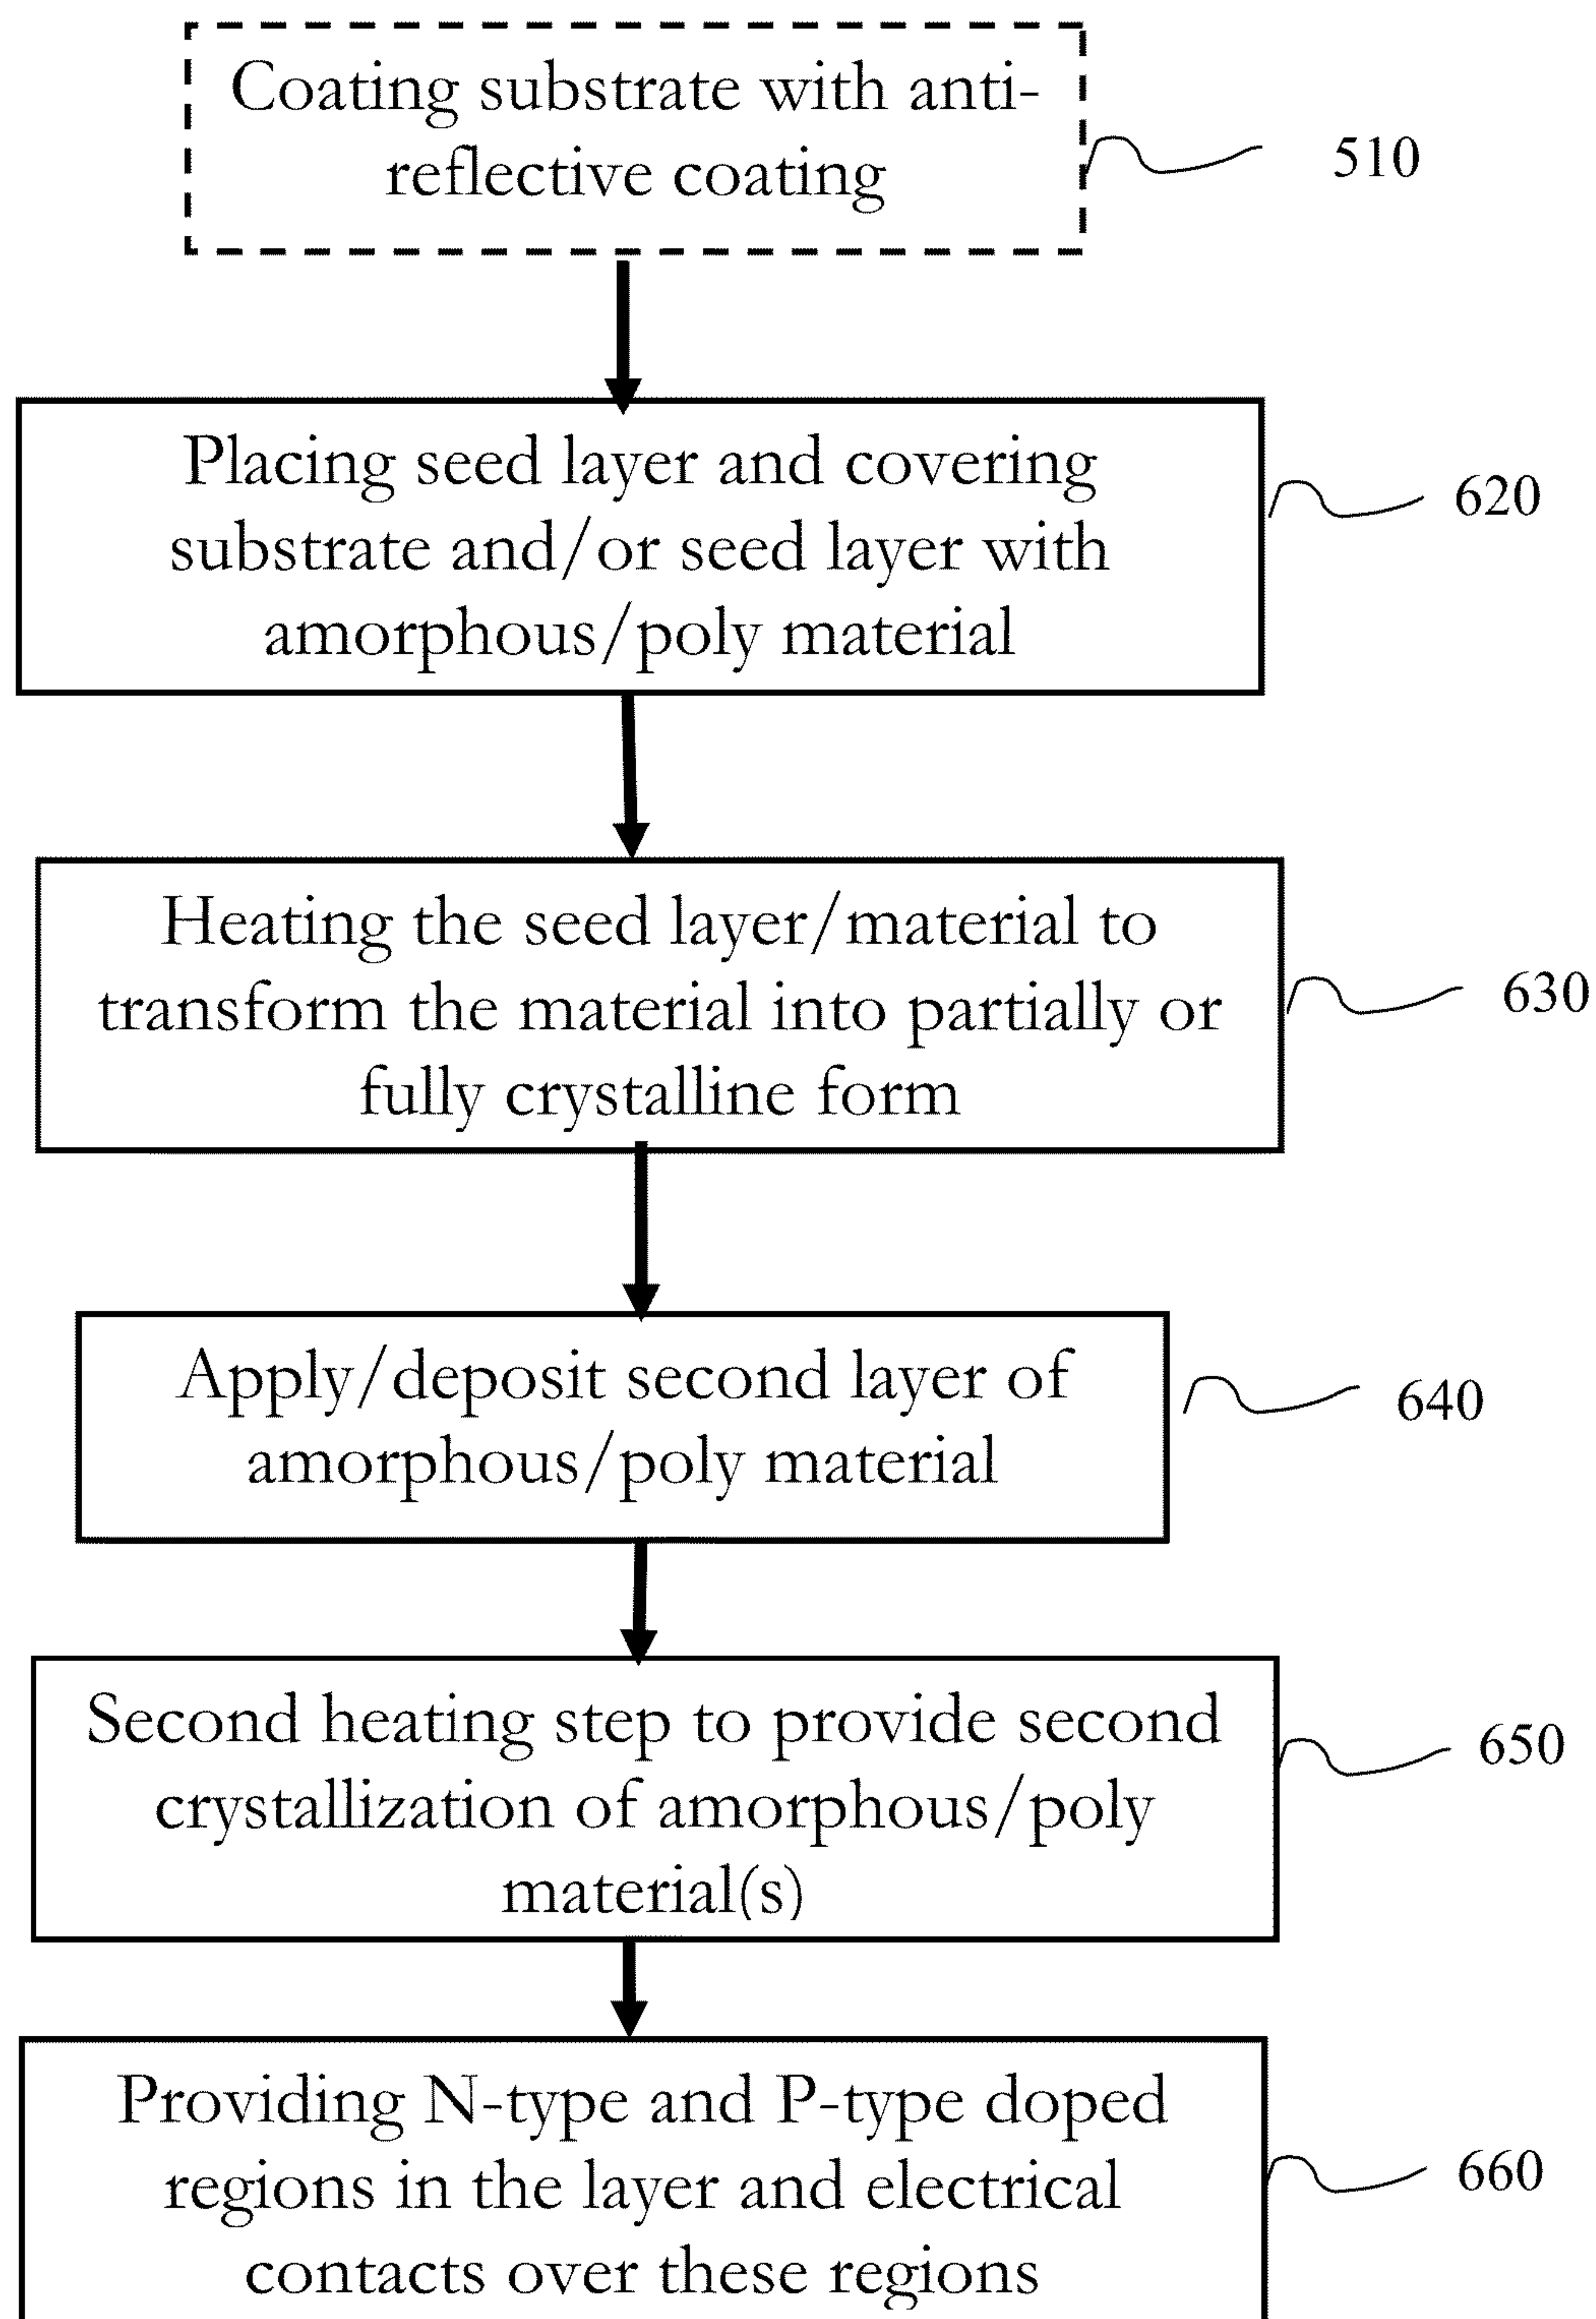 Coating substrate with anti-
reflective coating
510
Placing seed layer and covering
substrate and/or seed layer with
amorphous/poly material
620
Heating the seed layer/material to
transform the material into partially or
fully crystalline form
630
Apply/deposit second layer of
amorphous/poly material
640
Second heating step to provide second
crystallization of amorphous/poly
material(s)
650
Providing N-type and P-type doped
regions in the layer and electrical
contacts over these regions
660